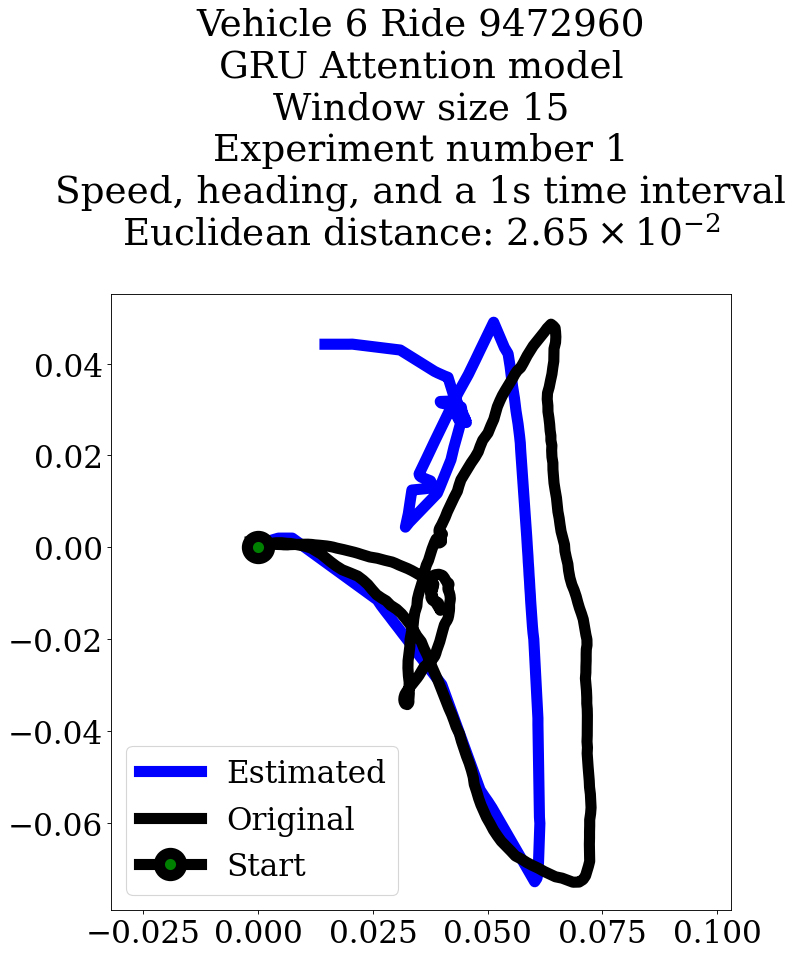 Vehicle 6 Ride 9472960
GRU Attention model
Window size 15
Experiment number 1
Speed, heading, and a 1s time interval
Euclidean distance: 2.65 × 10⁻²
0.04
0.02
0.00
−0.02
−0.04
−0.06
Estimated
Original
Start
−0.025 0.000 0.025 0.050 0.075 0.100